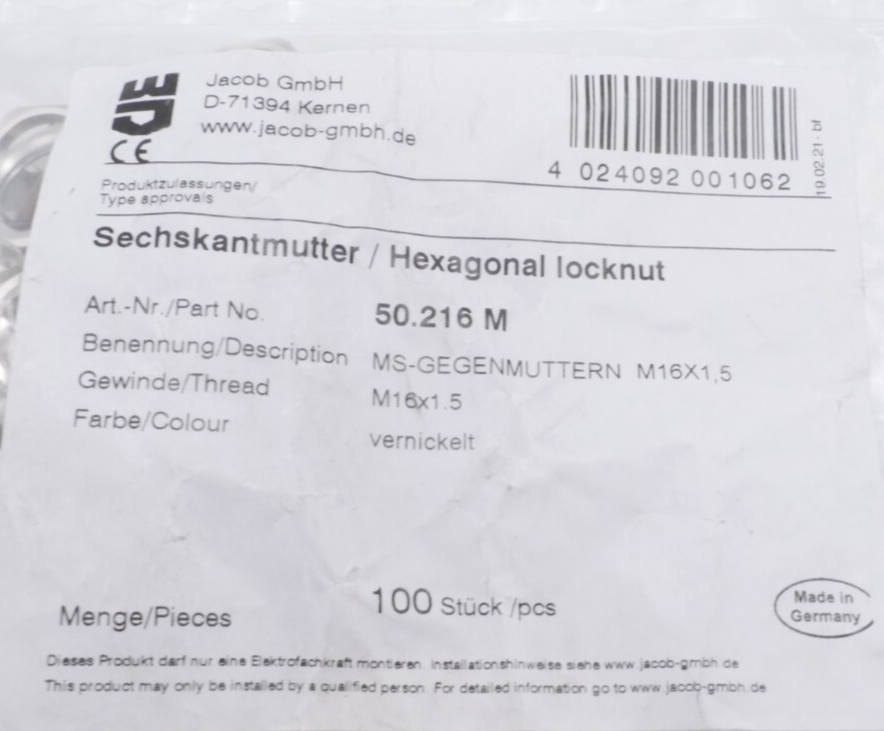 Jacob GmbH
D-71394 Kernen
www.jacob-gmbh.de
CE
4 024092 001062
19.02.21 - bf
Produktzulassungen/
Type approvals
Sechskantmutter / Hexagonal locknut
Art.-Nr./Part No. 50.216 M
Benennung/Description MS-GEGENMUTTERN M16X1,5
Gewinde/Thread M16x1.5
Farbe/Colour vernickelt
Menge/Pieces 100 Stück /pcs
Made in
Germany
Dieses Produkt darf nur eine Elektrofachkraft montieren. Installationshinweise siehe www.jacob-gmbh.de
This product may only be installed by a qualified person. For detailed information go to www.jacob-gmbh.de